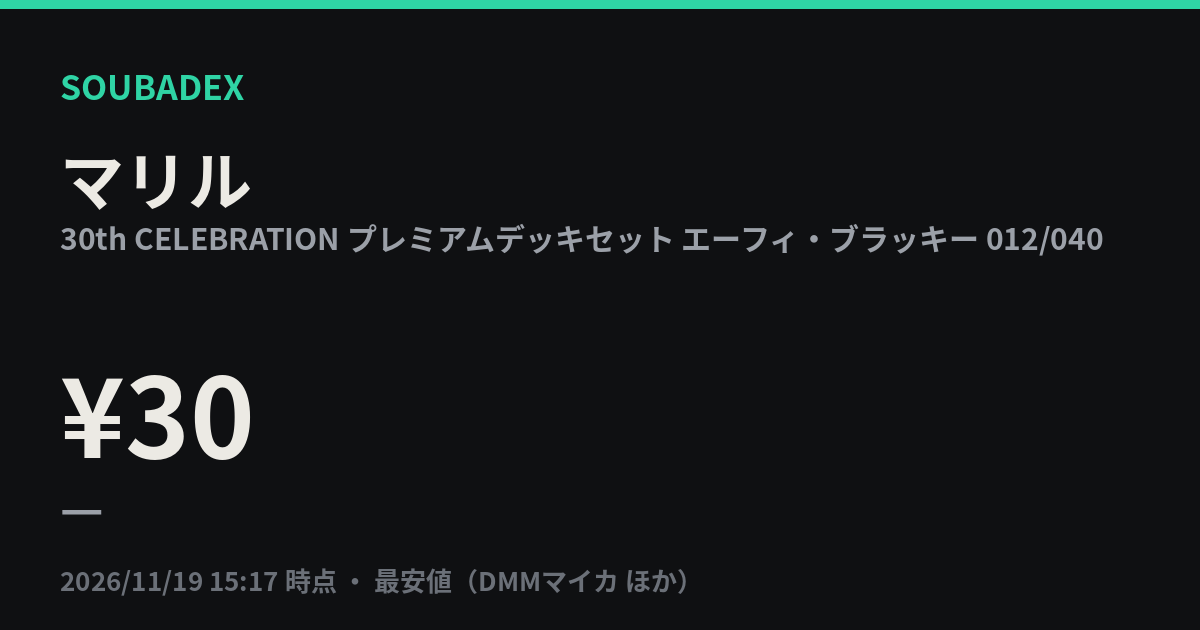 SOUBADEX
マリル
30th CELEBRATION プレミアムデッキセット エーフィ・ブラッキー 012/040
¥30
—
2026/11/19 15:17 時点 ・ 最安値（DMMマイカ ほか）